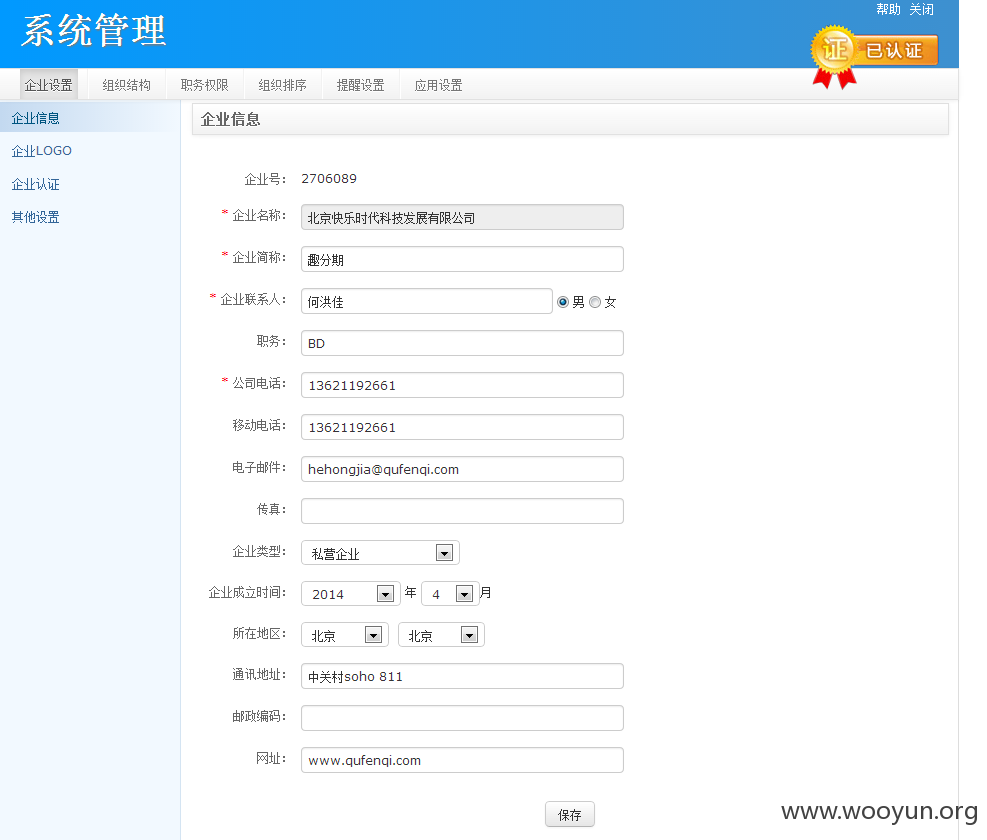 帮助 关闭
系统管理
证 已认证
企业设置 组织结构 职务权限 组织排序 提醒设置 应用设置
企业信息
企业LOGO
企业认证
其他设置
企业信息
企业号： 2706089
* 企业名称： 北京快乐时代科技发展有限公司
* 企业简称： 趣分期
* 企业联系人： 何洪佳 男 女
职务： BD
* 公司电话： 13621192661
移动电话： 13621192661
电子邮件： hehongjia@qufenqi.com
传真：
企业类型： 私营企业
企业成立时间： 2014 年 4 月
所在地区： 北京 北京
通讯地址： 中关村soho 811
邮政编码：
网址： www.qufenqi.com
保存
www.wooyun.org